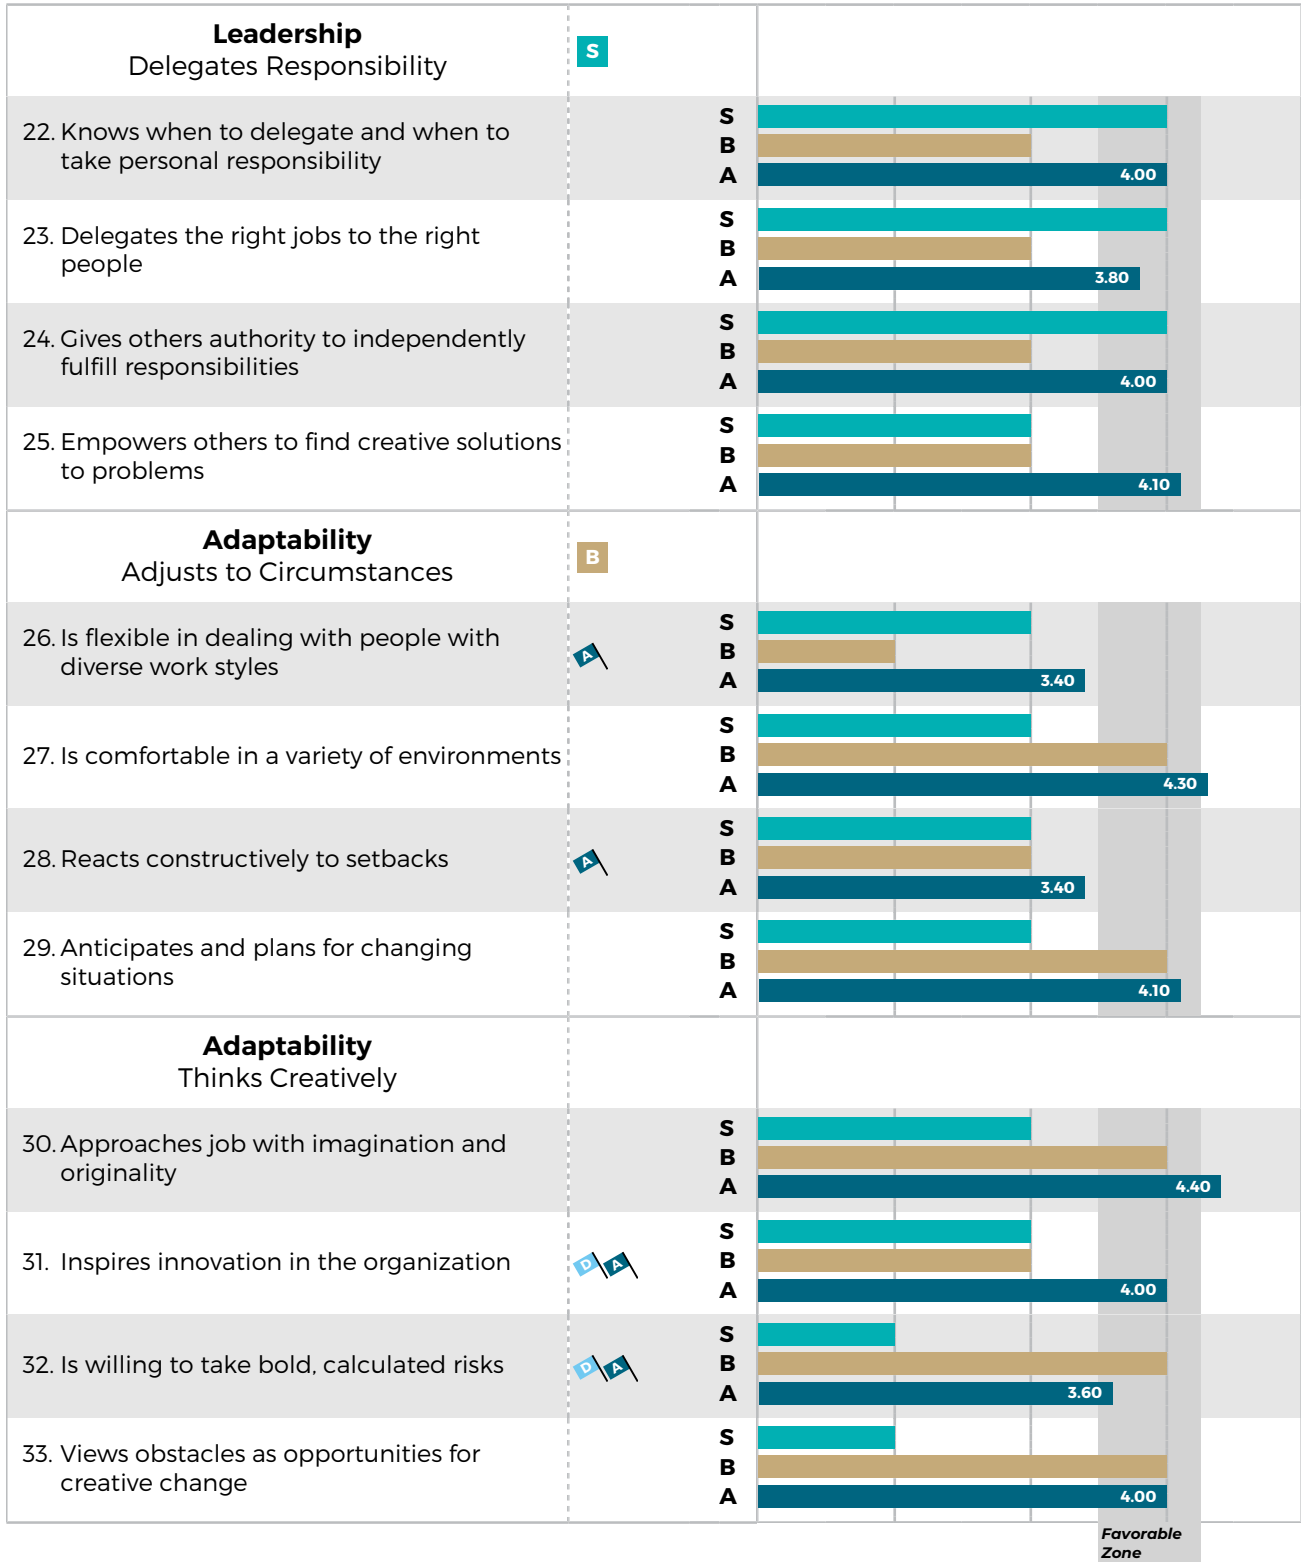 Leadership
Delegates Responsibility
S
22. Knows when to delegate and when to
take personal responsibility
S
B
A
4.00
23. Delegates the right jobs to the right
people
S
B
A
3.80
24. Gives others authority to independently
fulfill responsibilities
S
B
A
4.00
25. Empowers others to find creative solutions
to problems
S
B
A
4.10
Adaptability
Adjusts to Circumstances
B
26. Is flexible in dealing with people with
diverse work styles
A
S
B
A
3.40
27. Is comfortable in a variety of environments
S
B
A
4.30
28. Reacts constructively to setbacks
A
S
B
A
3.40
29. Anticipates and plans for changing
situations
S
B
A
4.10
Adaptability
Thinks Creatively
30. Approaches job with imagination and
originality
S
B
A
4.40
31. Inspires innovation in the organization
D A
S
B
A
4.00
32. Is willing to take bold, calculated risks
D A
S
B
A
3.60
33. Views obstacles as opportunities for
creative change
S
B
A
4.00
Favorable
Zone